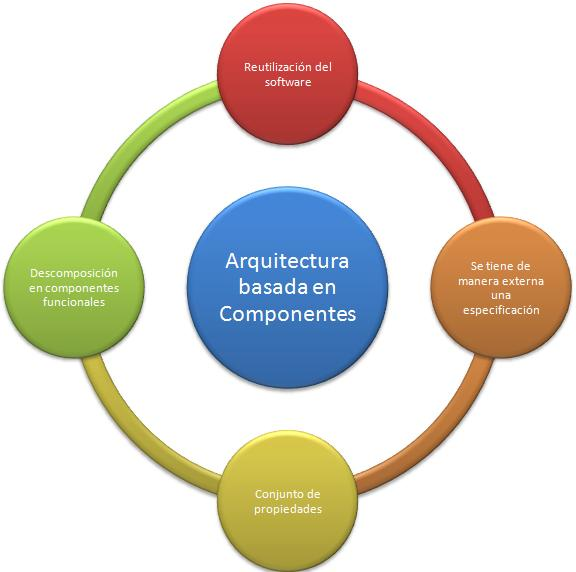 Reutilización del
software
Arquitectura
basada en
Componentes
Se tiene de
manera externa
una
especificación
Conjunto de
propiedades
Descomposición
en componentes
funcionales